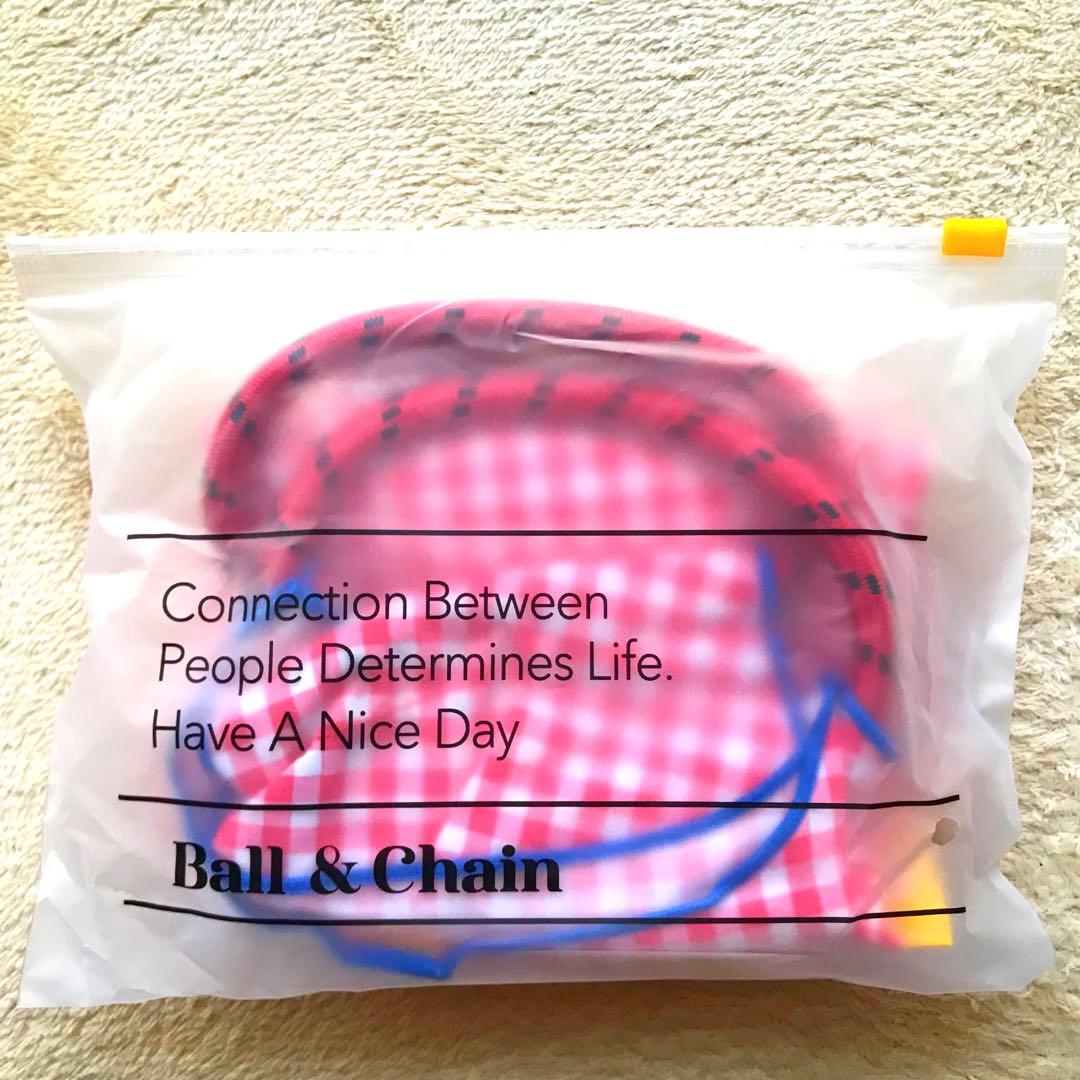 Connection Between
People Determines Life.
Have A Nice Day
Ball & Chain